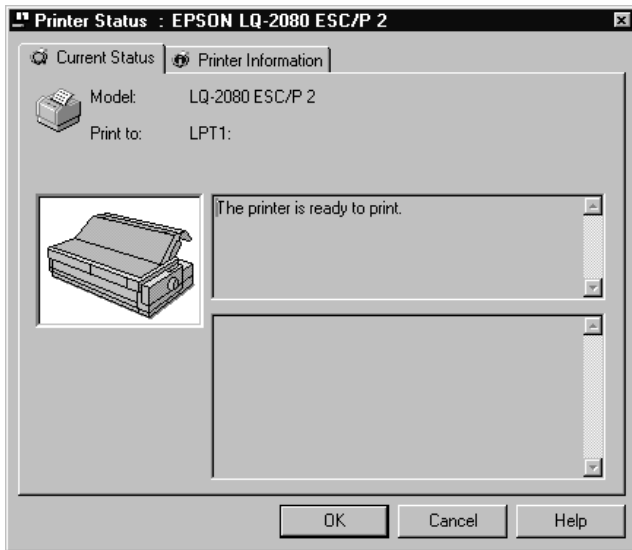 Printer Status : EPSON LQ-2080 ESC/P 2
Current Status
Printer Information
Model: LQ-2080 ESC/P 2
Print to: LPT1:
The printer is ready to print.
OK
Cancel
Help